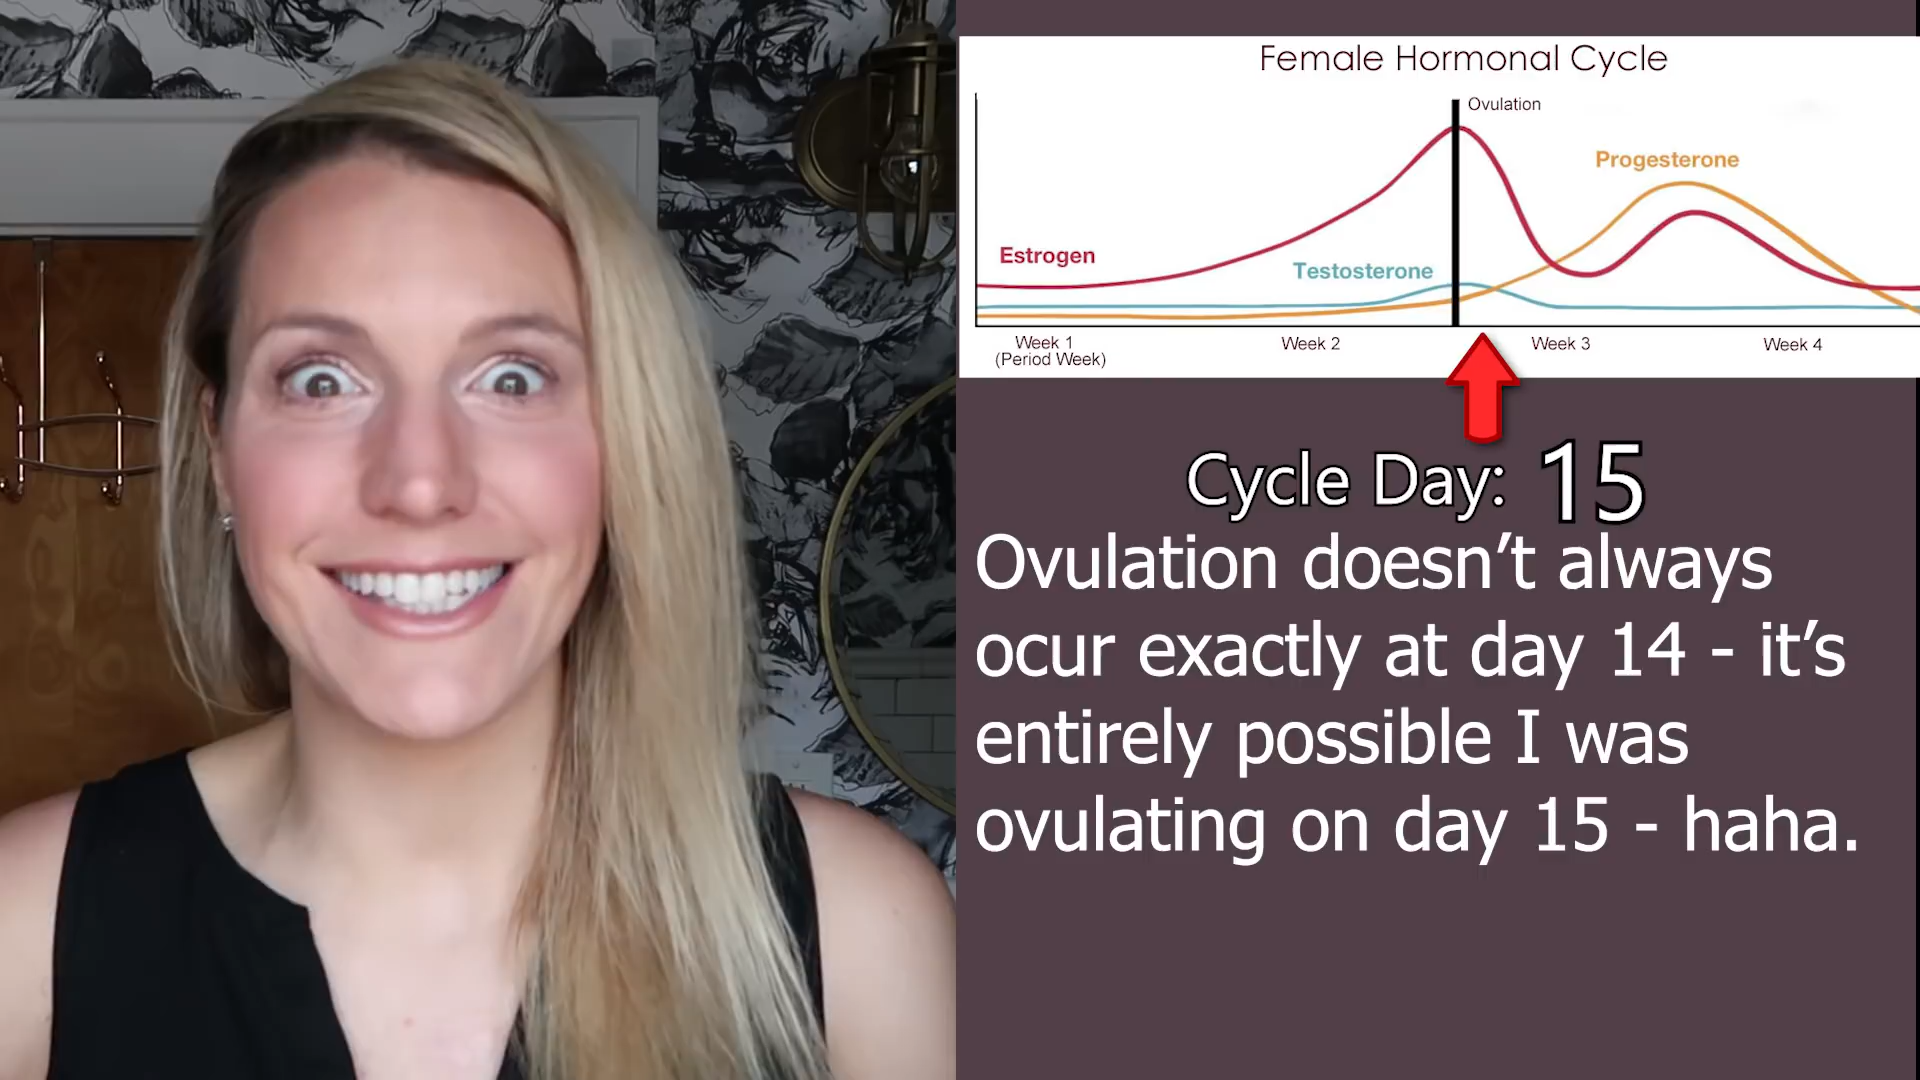 Female Hormonal Cycle
Ovulation
Progesterone
Estrogen
Testosterone
Week 1
(Period Week)
Week 2
Week 3
Week 4
Cycle Day: 15
Ovulation doesn't always
ocur exactly at day 14 - it's
entirely possible I was
ovulating on day 15 - haha.